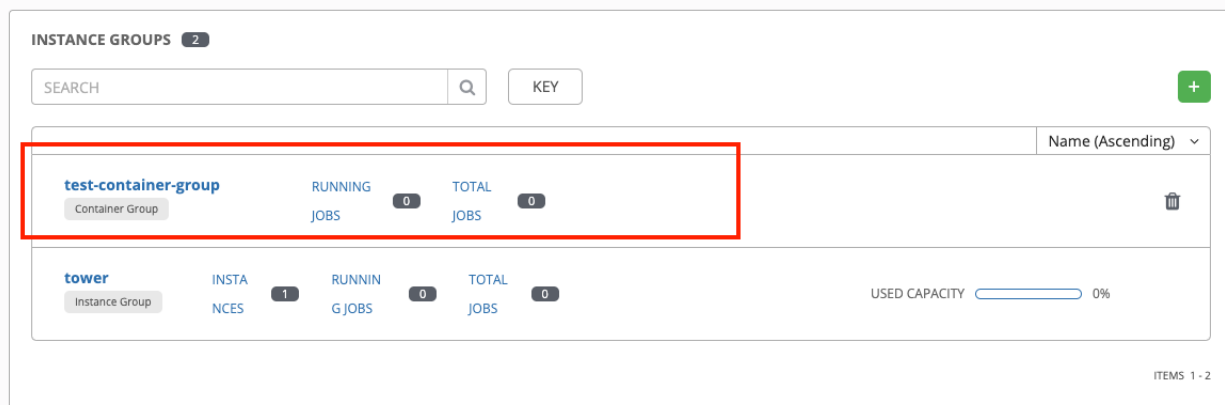 INSTANCE GROUPS 2
SEARCH KEY +
Name (Ascending)
test-container-group
Container Group
RUNNING
JOBS
0
TOTAL
JOBS
0
tower
Instance Group
INSTA
NCES
1
RUNNIN
G JOBS
0
TOTAL
JOBS
0
USED CAPACITY 0%
ITEMS 1 - 2